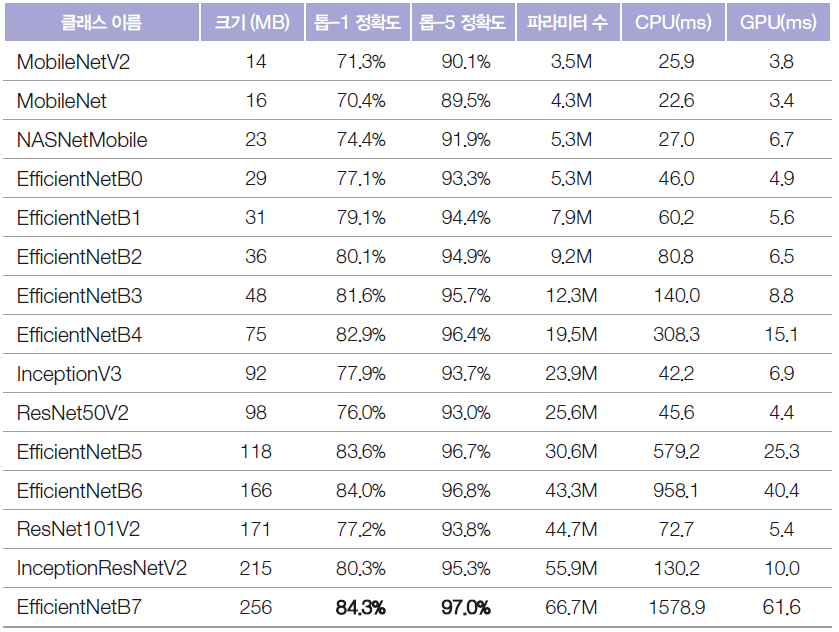 클래스 이름 크기 (MB) 톱-1 정확도 톱-5 정확도 파라미터 수 CPU(ms) GPU(ms)
MobileNetV2 14 71.3% 90.1% 3.5M 25.9 3.8
MobileNet 16 70.4% 89.5% 4.3M 22.6 3.4
NASNetMobile 23 74.4% 91.9% 5.3M 27.0 6.7
EfficientNetB0 29 77.1% 93.3% 5.3M 46.0 4.9
EfficientNetB1 31 79.1% 94.4% 7.9M 60.2 5.6
EfficientNetB2 36 80.1% 94.9% 9.2M 80.8 6.5
EfficientNetB3 48 81.6% 95.7% 12.3M 140.0 8.8
EfficientNetB4 75 82.9% 96.4% 19.5M 308.3 15.1
InceptionV3 92 77.9% 93.7% 23.9M 42.2 6.9
ResNet50V2 98 76.0% 93.0% 25.6M 45.6 4.4
EfficientNetB5 118 83.6% 96.7% 30.6M 579.2 25.3
EfficientNetB6 166 84.0% 96.8% 43.3M 958.1 40.4
ResNet101V2 171 77.2% 93.8% 44.7M 72.7 5.4
InceptionResNetV2 215 80.3% 95.3% 55.9M 130.2 10.0
EfficientNetB7 256 84.3% 97.0% 66.7M 1578.9 61.6